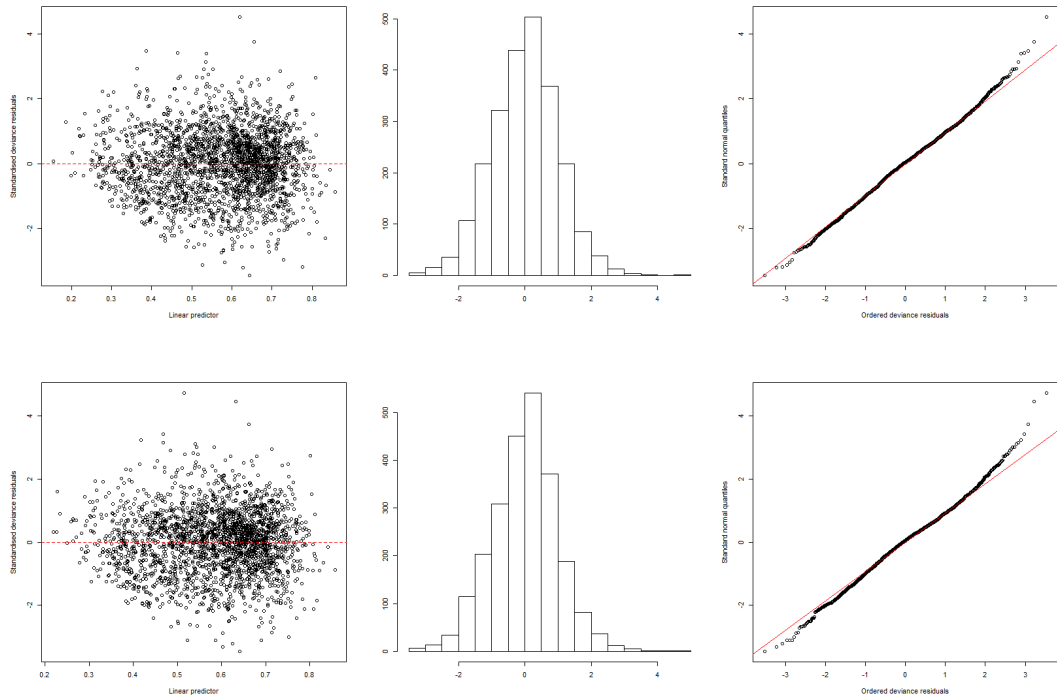 Standardised deviance residuals
4
2
0
-2
0.2 0.3 0.4 0.5 0.6 0.7 0.8
Linear predictor
500
400
300
200
100
0
-2 0 2 4
Standard normal quantiles
4
2
0
-2
-3 -2 -1 0 1 2 3
Ordered deviance residuals
Standardised deviance residuals
4
2
0
-2
0.2 0.3 0.4 0.5 0.6 0.7 0.8
Linear predictor
500
400
300
200
100
0
-2 0 2 4
Standard normal quantiles
4
2
0
-2
-3 -2 -1 0 1 2 3
Ordered deviance residuals